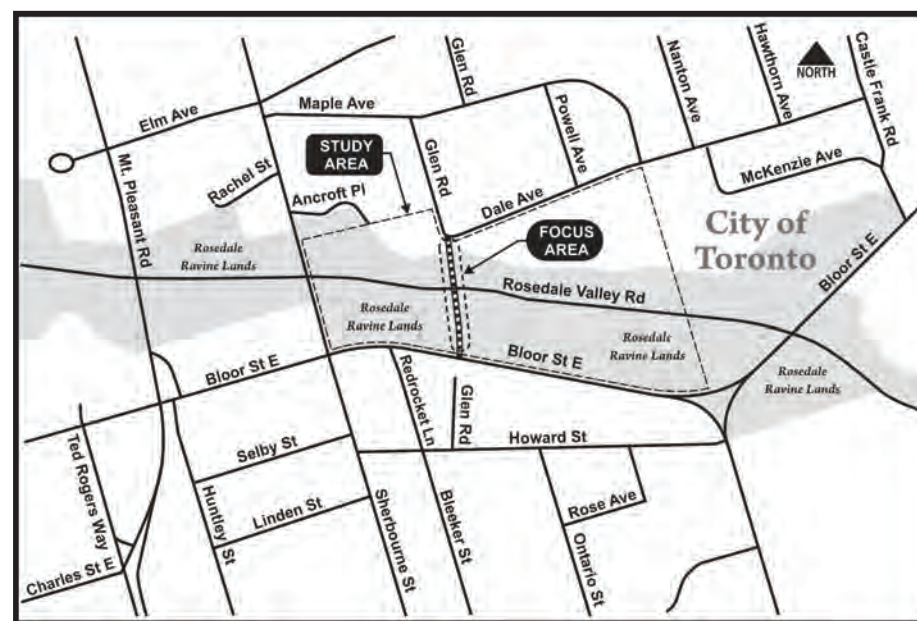 Glen Rd
Nanton Ave
Hawthorn Ave
Castle Frank Rd
NORTH
Elm Ave
Maple Ave
Powell Ave
STUDY
AREA
Glen Rd
Mt. Pleasant Rd
Rachel St
Ancroft Pl
Dale Ave
McKenzie Ave
FOCUS
AREA
City of
Toronto
Rosedale
Ravine Lands
Rosedale Valley Rd
Bloor St E
Rosedale
Ravine Lands
Rosedale
Ravine Lands
Bloor St E
Bloor St E
Rosedale
Ravine Lands
Redrocket Ln
Glen Rd
Howard St
Ted Rogers Way
Selby St
Huntley St
Linden St
Sherbourne St
Bleeker St
Rose Ave
Ontario St
Charles St E